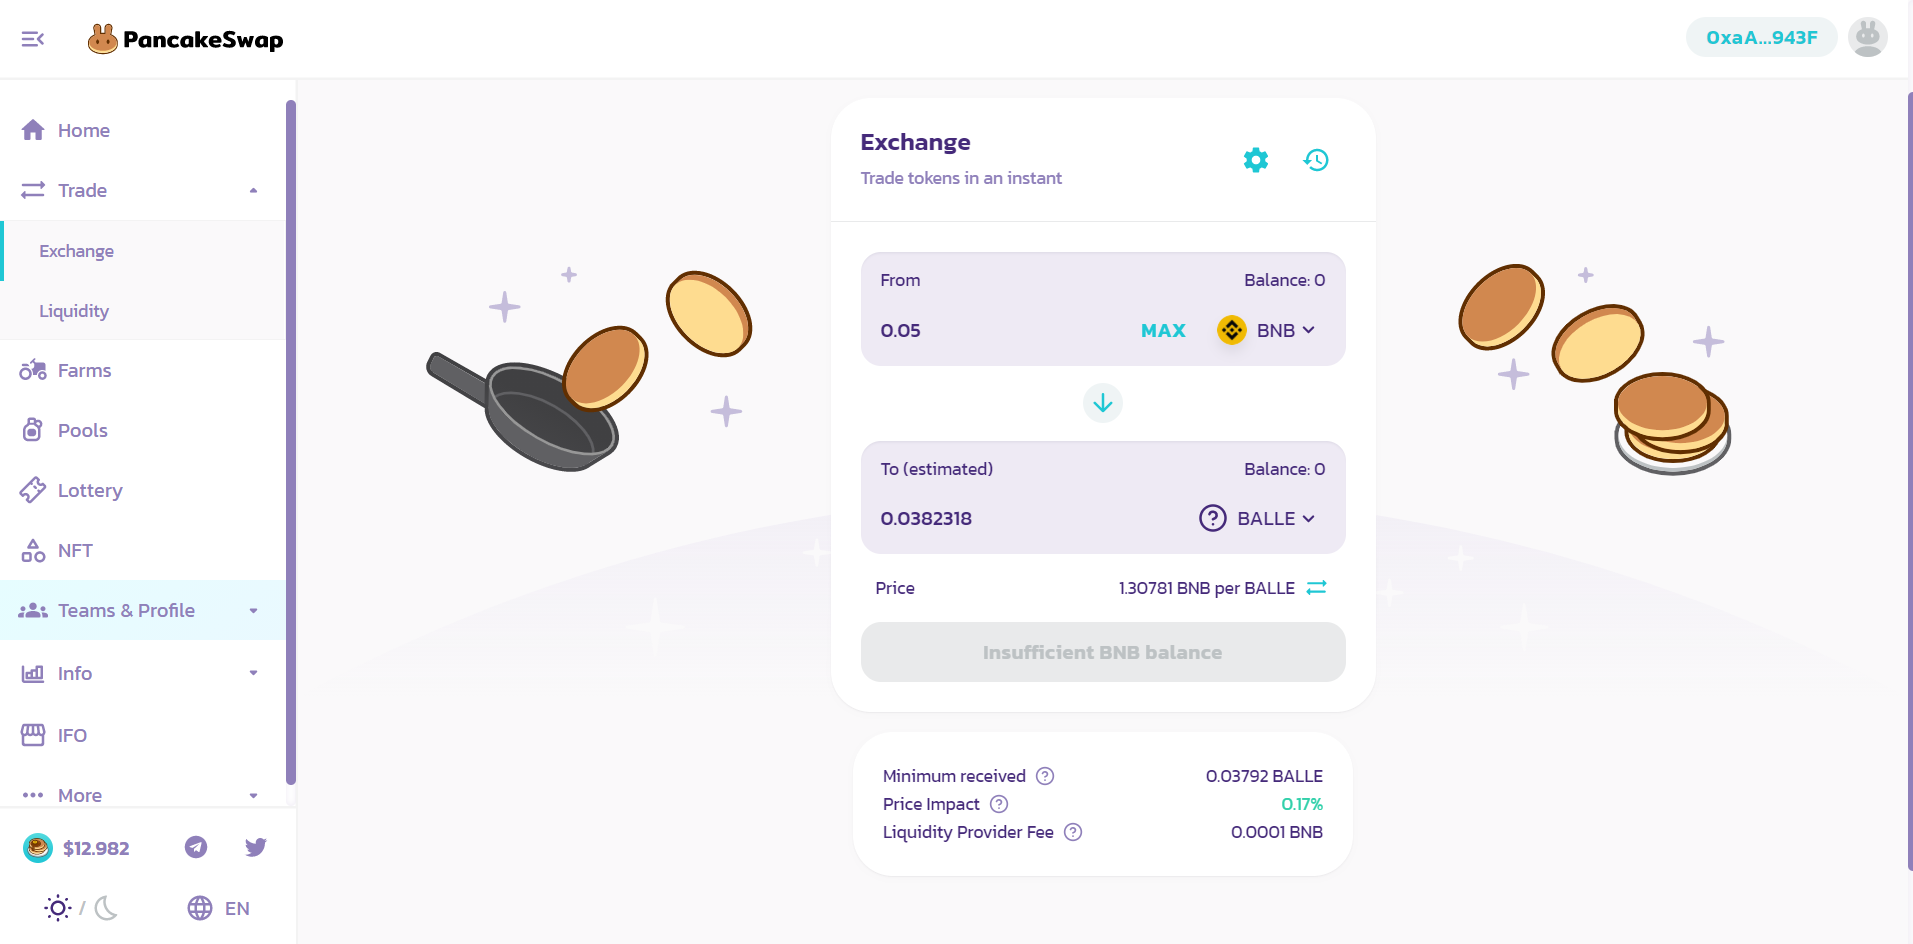 PancakeSwap
0xaA...943F
Home
Trade
Exchange
Liquidity
Farms
Pools
Lottery
NFT
Teams & Profile
Info
IFO
More
$12.982
/
EN
Exchange
Trade tokens in an instant
From
Balance: 0
0.05
MAX
BNB
To (estimated)
Balance: 0
0.0382318
? BALLE
Price
1.30781 BNB per BALLE
Insufficient BNB balance
Minimum received ?
0.03792 BALLE
Price Impact ?
0.17%
Liquidity Provider Fee ?
0.0001 BNB